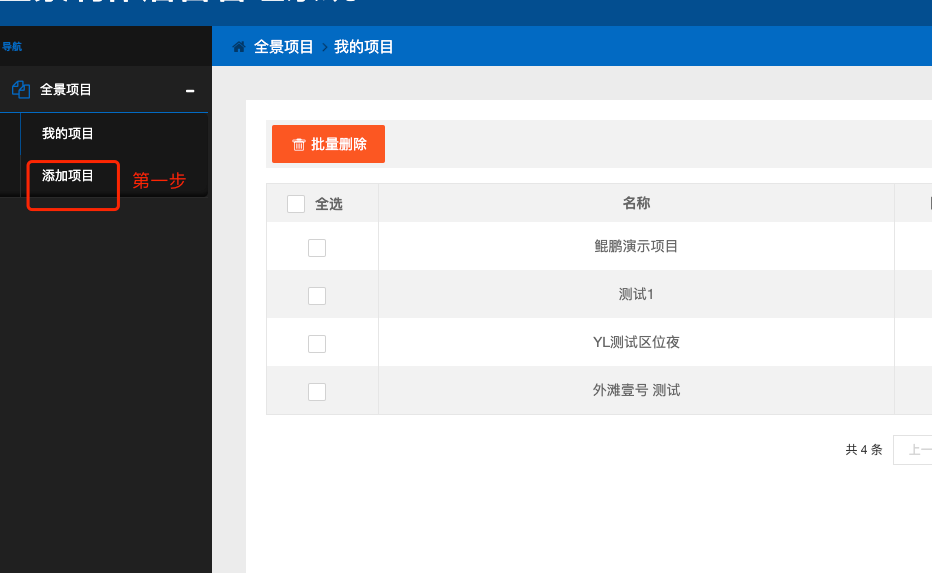 导航
全景项目 > 我的项目
全景项目
我的项目
添加项目
第一步
批量删除
全选
名称
鲲鹏演示项目
测试1
YL测试区位夜
外滩壹号 测试
共 4 条
上一